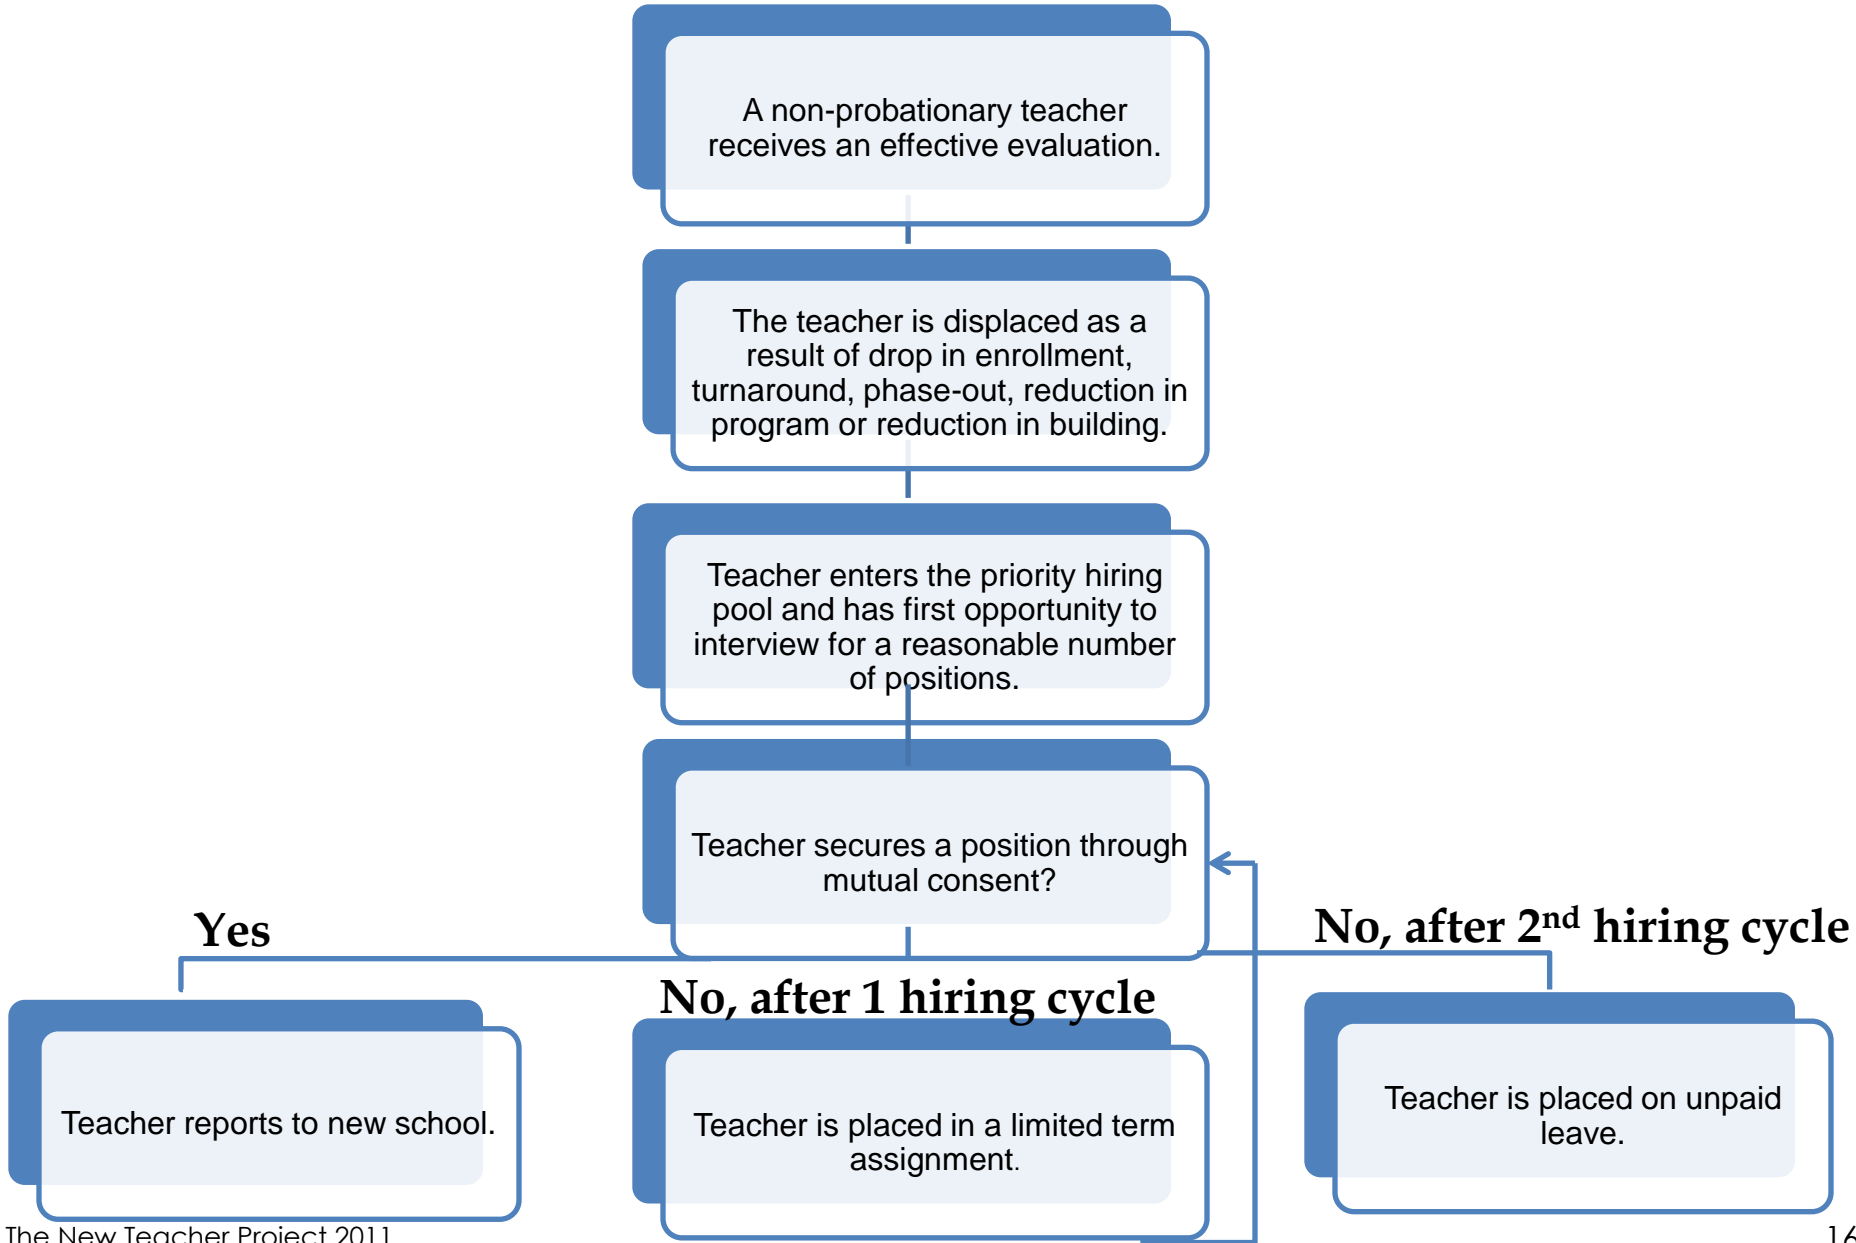 A non-probationary teacher
receives an effective evaluation.
The teacher is displaced as a
result of drop in enrollment,
turnaround, phase-out, reduction in
program or reduction in building.
Teacher enters the priority hiring
pool and has first opportunity to
interview for a reasonable number
of positions.
Teacher secures a position through
mutual consent?
Yes
No, after 2nd hiring cycle
No, after 1 hiring cycle
Teacher reports to new school.
Teacher is placed in a limited term
assignment.
Teacher is placed on unpaid
leave.
The New Teacher Project 2011
16